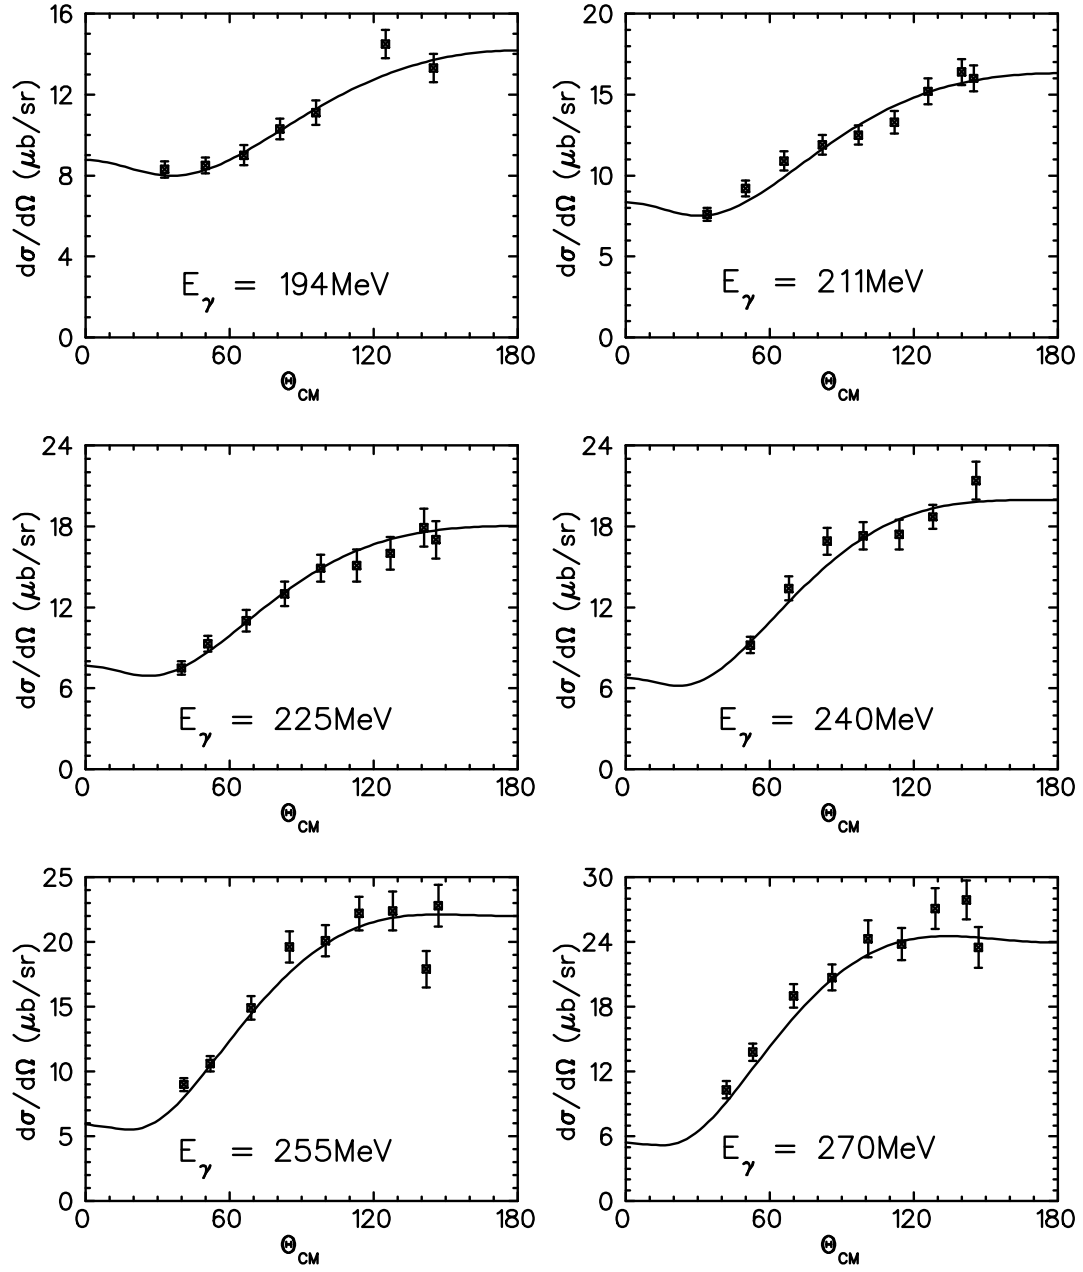 16
12
8
4
0
dσ/dΩ (μb/sr)
E_γ = 194MeV
0 60 120 180
Θ_CM
20
15
10
5
0
dσ/dΩ (μb/sr)
E_γ = 211MeV
0 60 120 180
Θ_CM
24
18
12
6
0
dσ/dΩ (μb/sr)
E_γ = 225MeV
0 60 120 180
Θ_CM
24
18
12
6
0
dσ/dΩ (μb/sr)
E_γ = 240MeV
0 60 120 180
Θ_CM
25
20
15
10
5
0
dσ/dΩ (μb/sr)
E_γ = 255MeV
0 60 120 180
Θ_CM
30
24
18
12
6
0
dσ/dΩ (μb/sr)
E_γ = 270MeV
0 60 120 180
Θ_CM